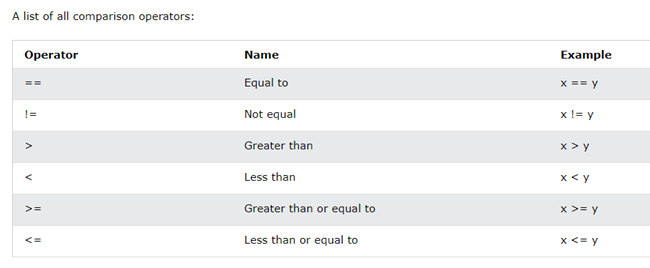 A list of all comparison operators:
Operator Name Example
== Equal to x == y
!= Not equal x != y
> Greater than x > y
< Less than x < y
>= Greater than or equal to x >= y
<= Less than or equal to x <= y